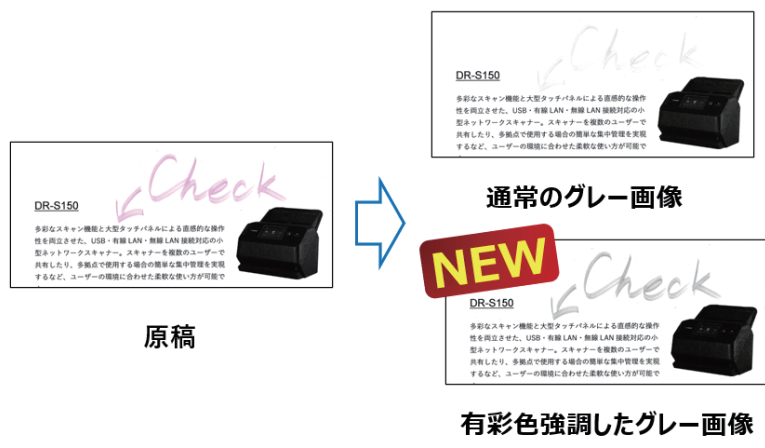 Check
DR-S150
多彩なスキャン機能と大型タッチパネルによる直感的な操作
性を両立させた、USB・有線 LAN・無線 LAN 接続対応の小
型ネットワークスキャナー。スキャナーを複数のユーザーで
共有したり、多拠点で使用する場合の簡単な集中管理を実現
するなど、ユーザーの環境に合わせた柔軟な使い方が可能で
原稿
Check
DR-S150
多彩なスキャン機能と大型タッチパネルによる直感的な操作
性を両立させた、USB・有線 LAN・無線 LAN 接続対応の小
型ネットワークスキャナー。スキャナーを複数のユーザーで
共有したり、多拠点で使用する場合の簡単な集中管理を実現
するなど、ユーザーの環境に合わせた柔軟な使い方が可能で
通常のグレー画像
NEW
Check
DR-S150
多彩なスキャン機能と大型タッチパネルによる直感的な操作
性を両立させた、USB・有線 LAN・無線 LAN 接続対応の小
型ネットワークスキャナー。スキャナーを複数のユーザーで
共有したり、多拠点で使用する場合の簡単な集中管理を実現
するなど、ユーザーの環境に合わせた柔軟な使い方が可能で
有彩色強調したグレー画像